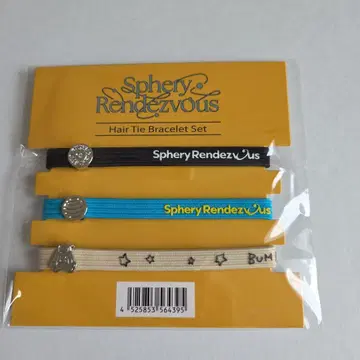 Sphery
Rendezvous
Hair Tie Bracelet Set
Sphery Rendezvous
Sphery Rendezvous
BUM
4 525853 564395